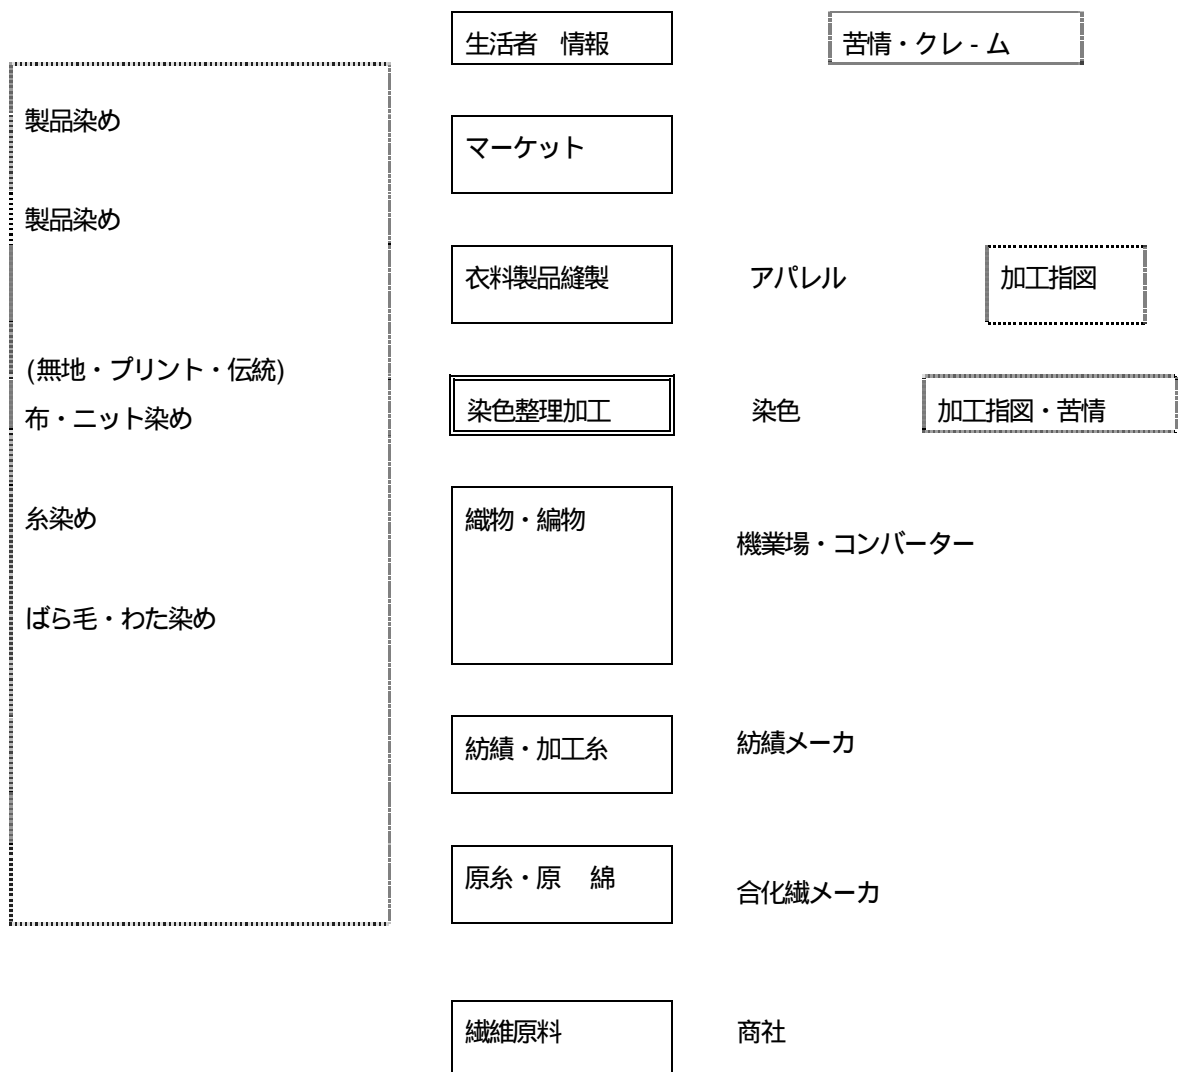 生活者　情報
苦情・クレ-ム
製品染め
マーケット
製品染め
衣料製品縫製
アパレル
加工指図
(無地・プリント・伝統)
布・ニット染め
染色整理加工
染色
加工指図・苦情
糸染め
織物・編物
機業場・コンバーター
ばら毛・わた染め
紡績・加工糸
紡績メーカ
原糸・原　綿
合化繊メーカ
繊維原料
商社